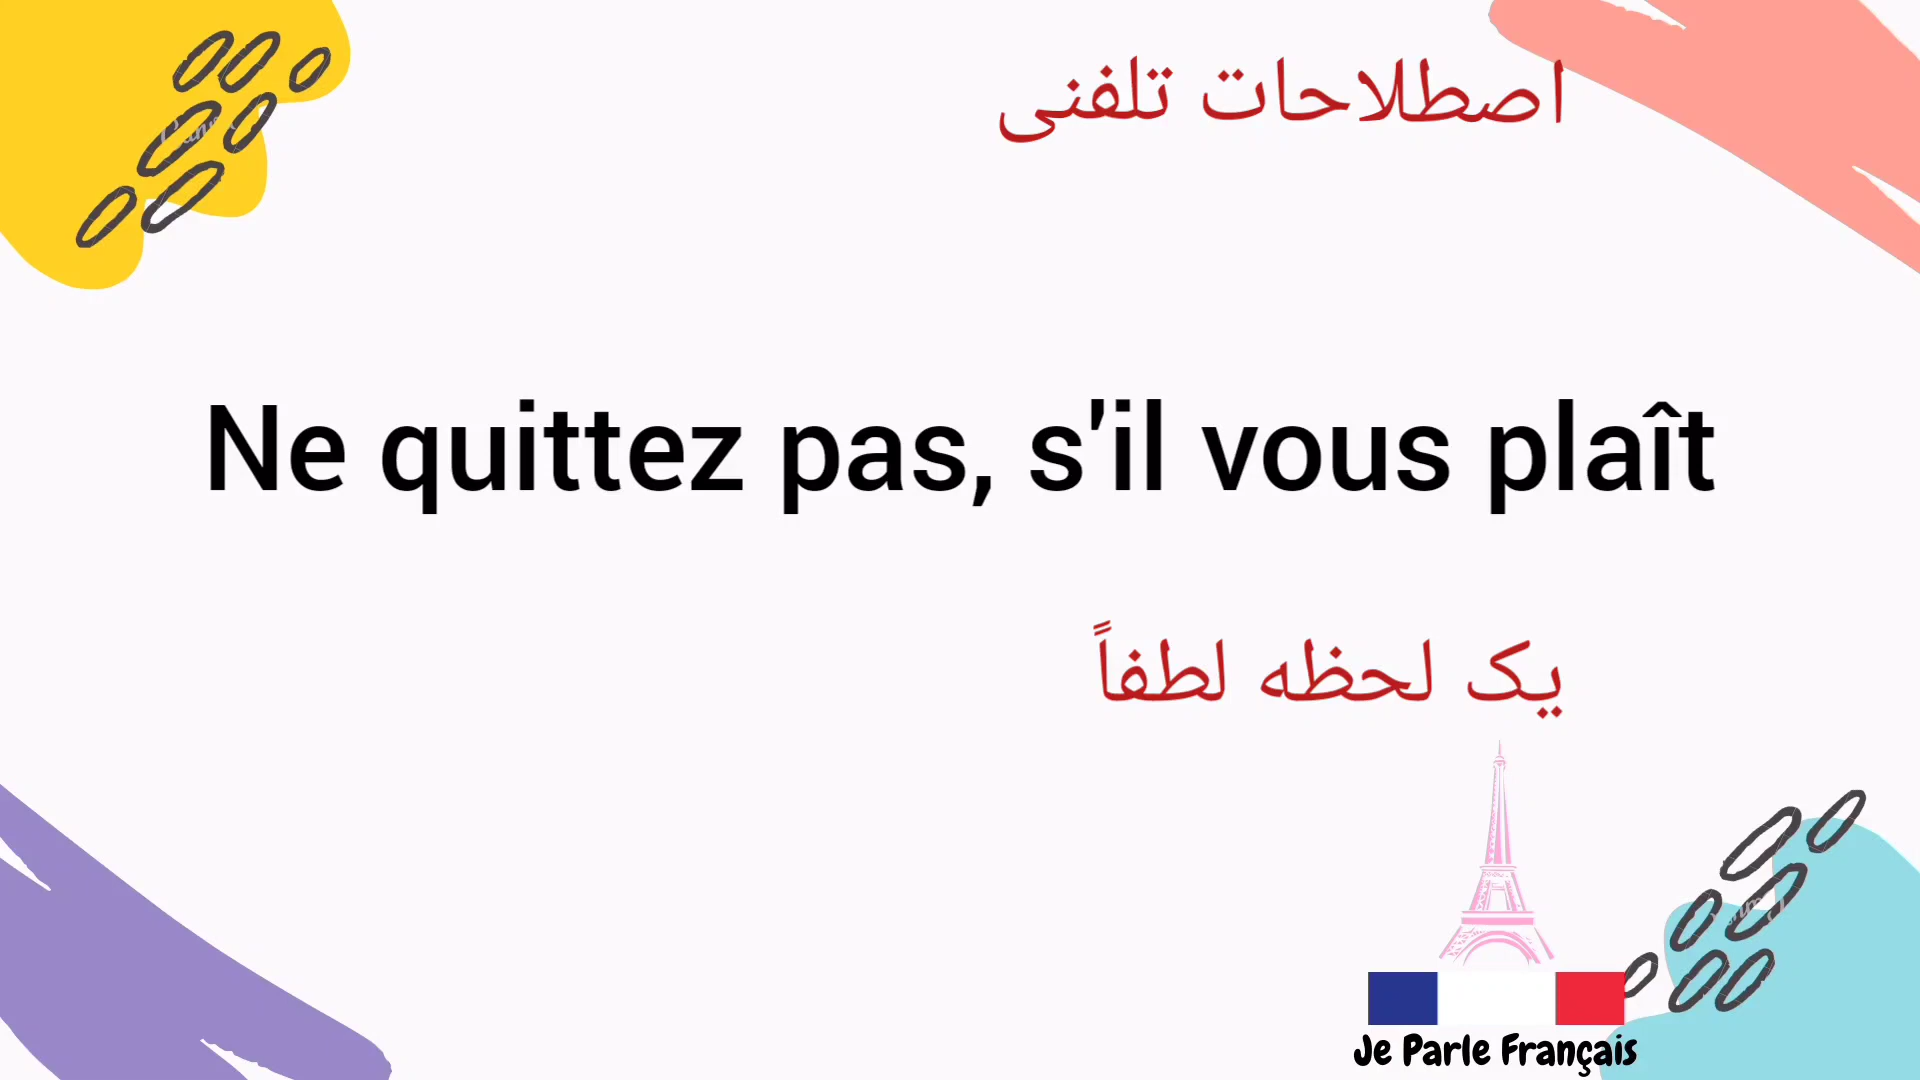 اصطلاحات تلفنی
Ne quittez pas, s'il vous plaît
یک لحظه لطفاً
Je Parle Français